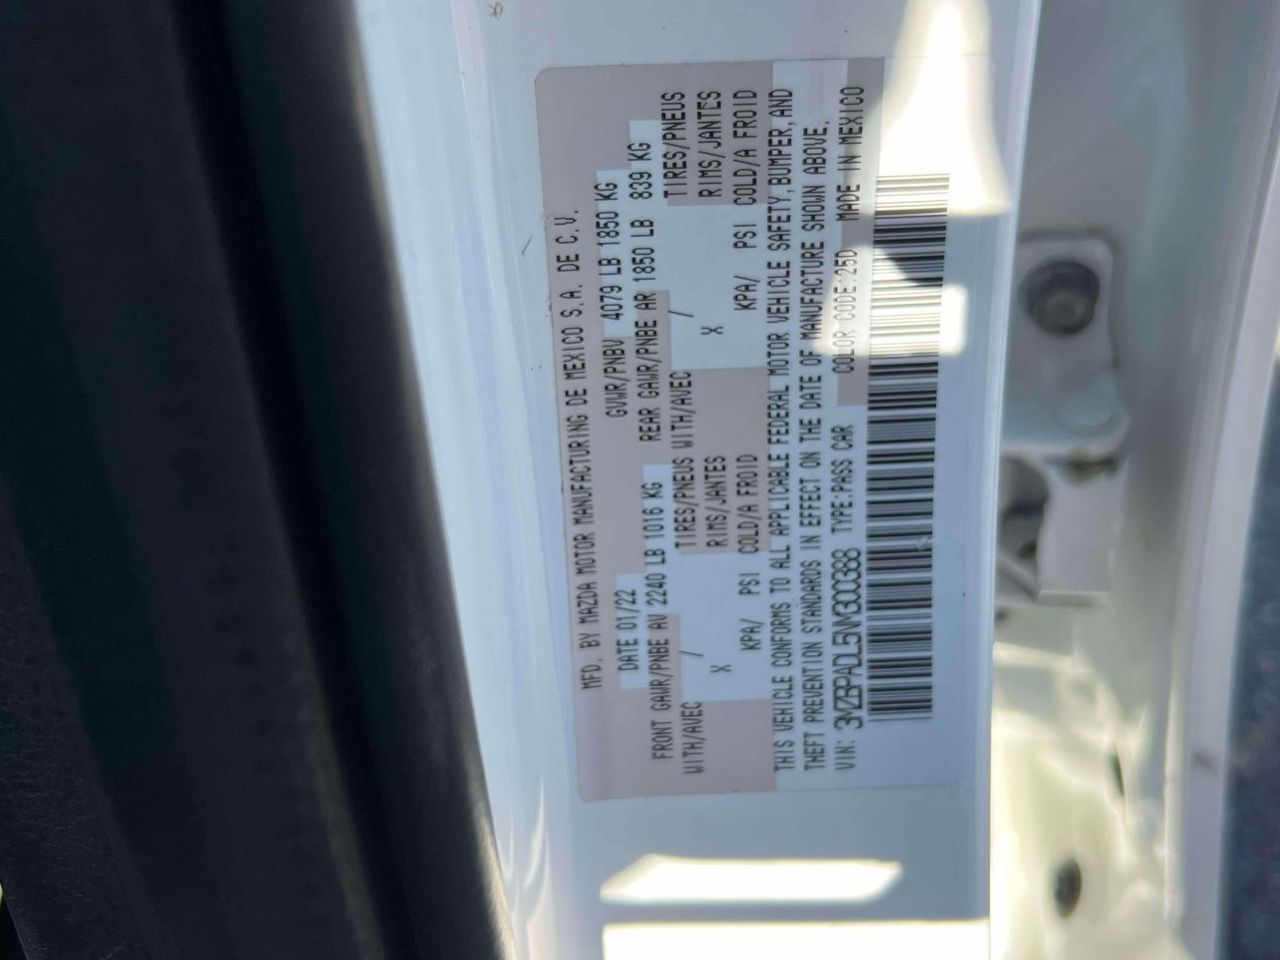 MFD. BY MAZDA MOTOR MANUFACTURING DE MEXICO S.A. DE C.V.
DATE 01/22 GVWR/PNBV 4079 LB 1850 KG
FRONT GAWR/PNBE AV 2240 LB 1016 KG REAR GAWR/PNBE AR 1850 LB 839 KG
WITH/AVEC / TIRES/PNEUS WITH/AVEC / TIRES/PNEUS
X RIMS/JANTES X RIMS/JANTES
KPA/ PSI COLD/A FROID KPA/ PSI COLD/A FROID
THIS VEHICLE CONFORMS TO ALL APPLICABLE FEDERAL MOTOR VEHICLE SAFETY, BUMPER, AND
THEFT PREVENTION STANDARDS IN EFFECT ON THE DATE OF MANUFACTURE SHOWN ABOVE.
VIN: 3MZBPADL5NM300388 TYPE:PASS CAR COLOR CODE:25D MADE IN MEXICO